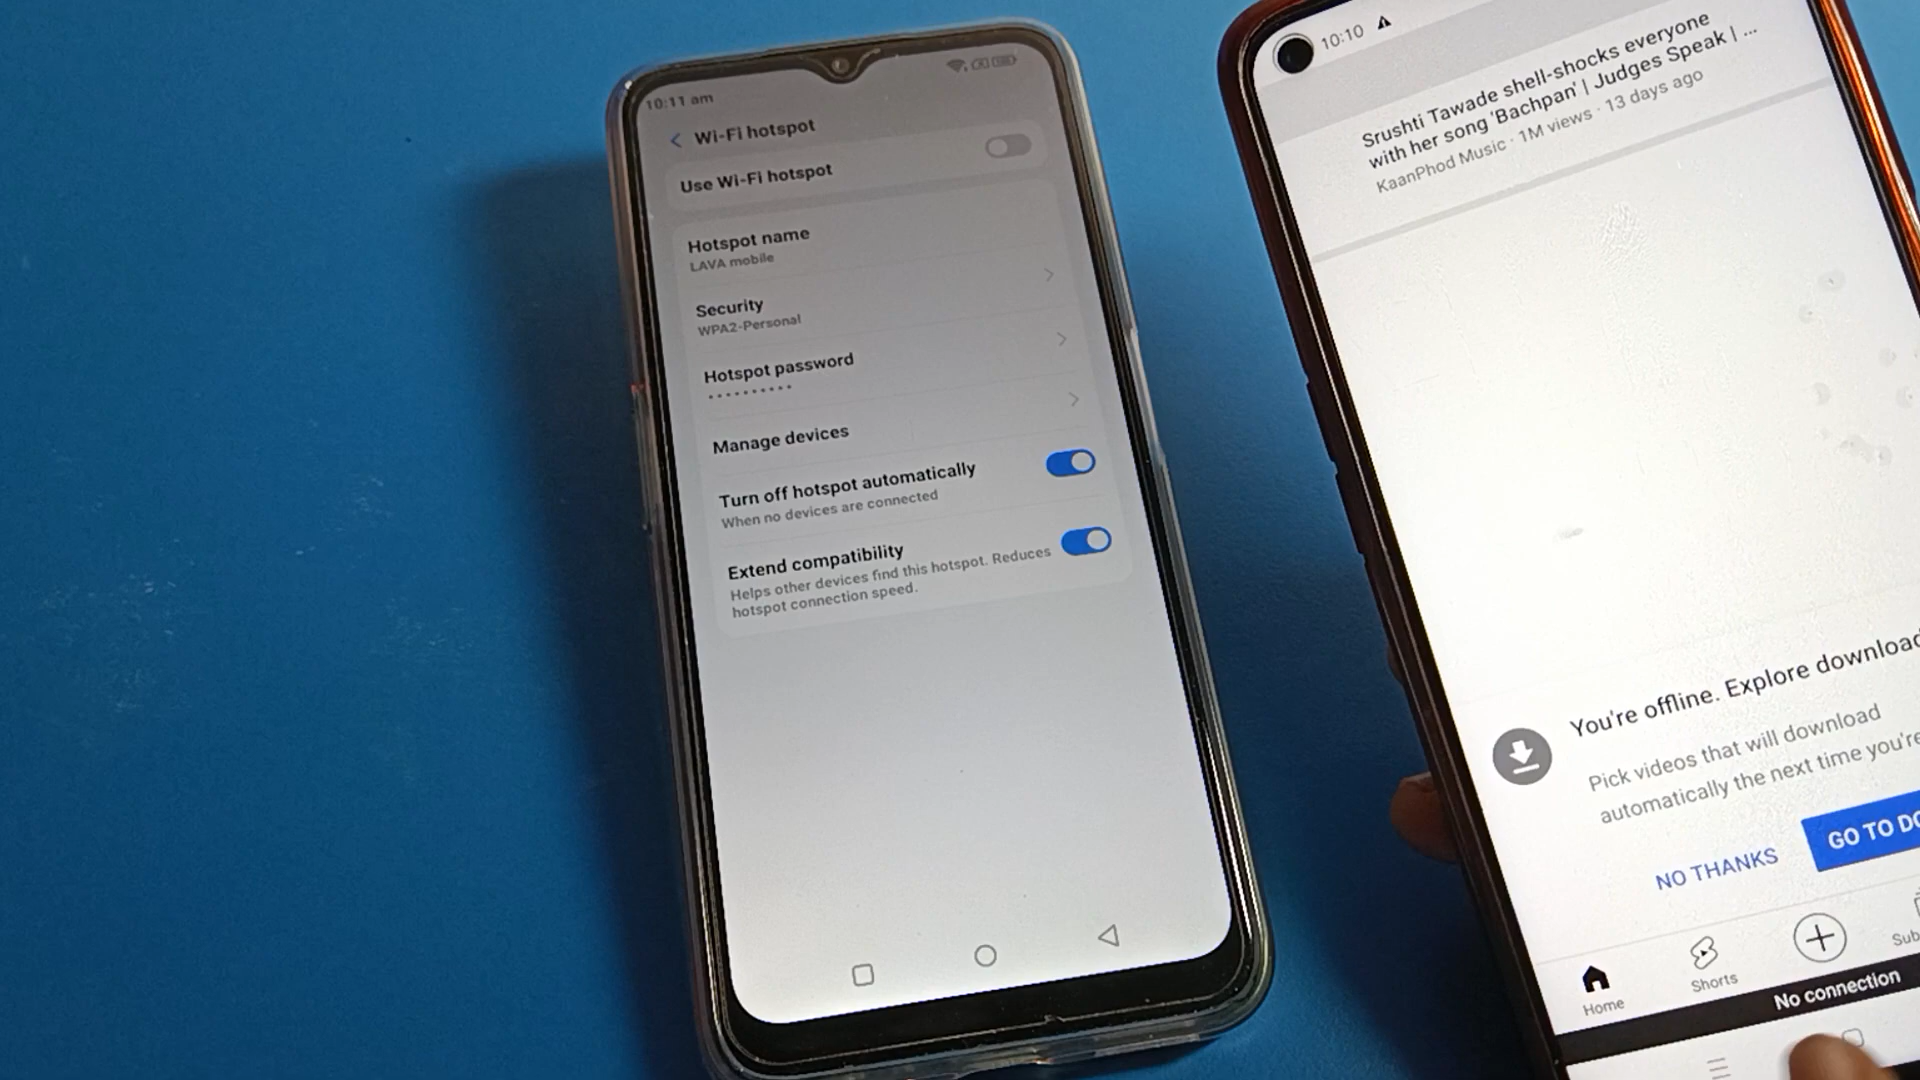 10:11 am
Wi-Fi hotspot
Use Wi-Fi hotspot
Hotspot name
LAVA mobile
Security
WPA2-Personal
Hotspot password
••••••••••
Manage devices
Turn off hotspot automatically
When no devices are connected
Extend compatibility
Helps other devices find this hotspot. Reduces
hotspot connection speed.
10:10
Srushti Tawade shell-shocks everyone
with her song 'Bachpan' | Judges Speak | ...
KaanPhod Music · 1M views · 13 days ago
You're offline. Explore download
Pick videos that will download
automatically the next time you're
NO THANKS
GO TO DO
Home
Shorts
Sub
No connection